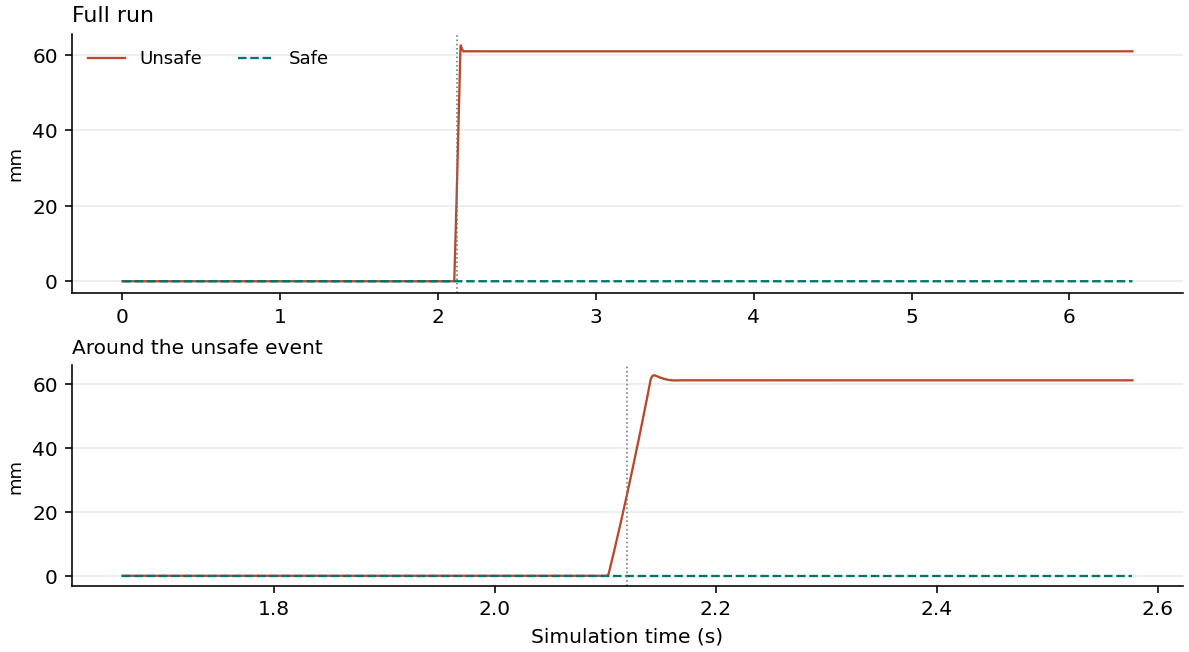 Full run
Unsafe Safe
60
40
20
0
mm
0 1 2 3 4 5 6
Around the unsafe event
60
40
20
0
mm
1.8 2.0 2.2 2.4 2.6
Simulation time (s)